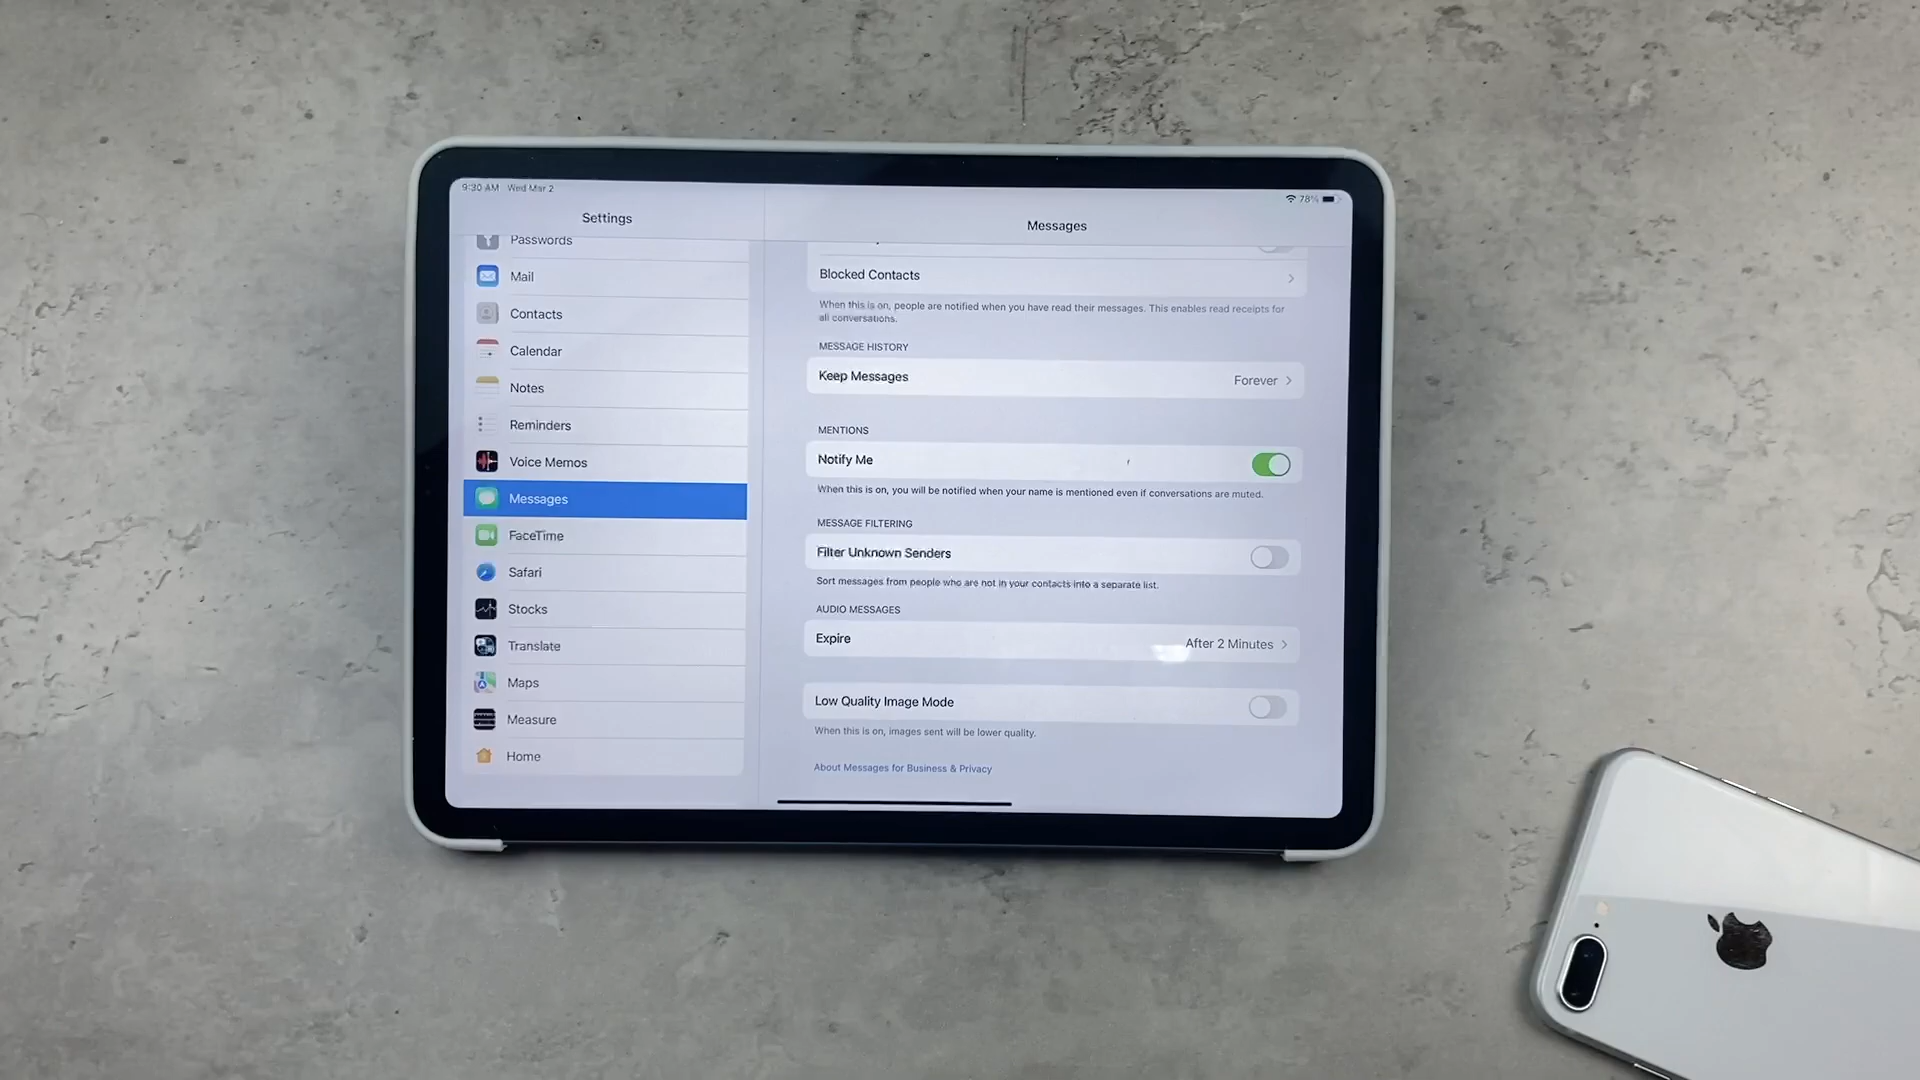 9:30 AM Wed Mar 2
78%
Settings
Passwords
Mail
Contacts
Calendar
Notes
Reminders
Voice Memos
Messages
FaceTime
Safari
Stocks
Translate
Maps
Measure
Home
Messages
Blocked Contacts
When this is on, people are notified when you have read their messages. This enables read receipts for
all conversations.
MESSAGE HISTORY
Keep Messages Forever
MENTIONS
Notify Me
When this is on, you will be notified when your name is mentioned even if conversations are muted.
MESSAGE FILTERING
Filter Unknown Senders
Sort messages from people who are not in your contacts into a separate list.
AUDIO MESSAGES
Expire After 2 Minutes
Low Quality Image Mode
When this is on, images sent will be lower quality.
About Messages for Business & Privacy